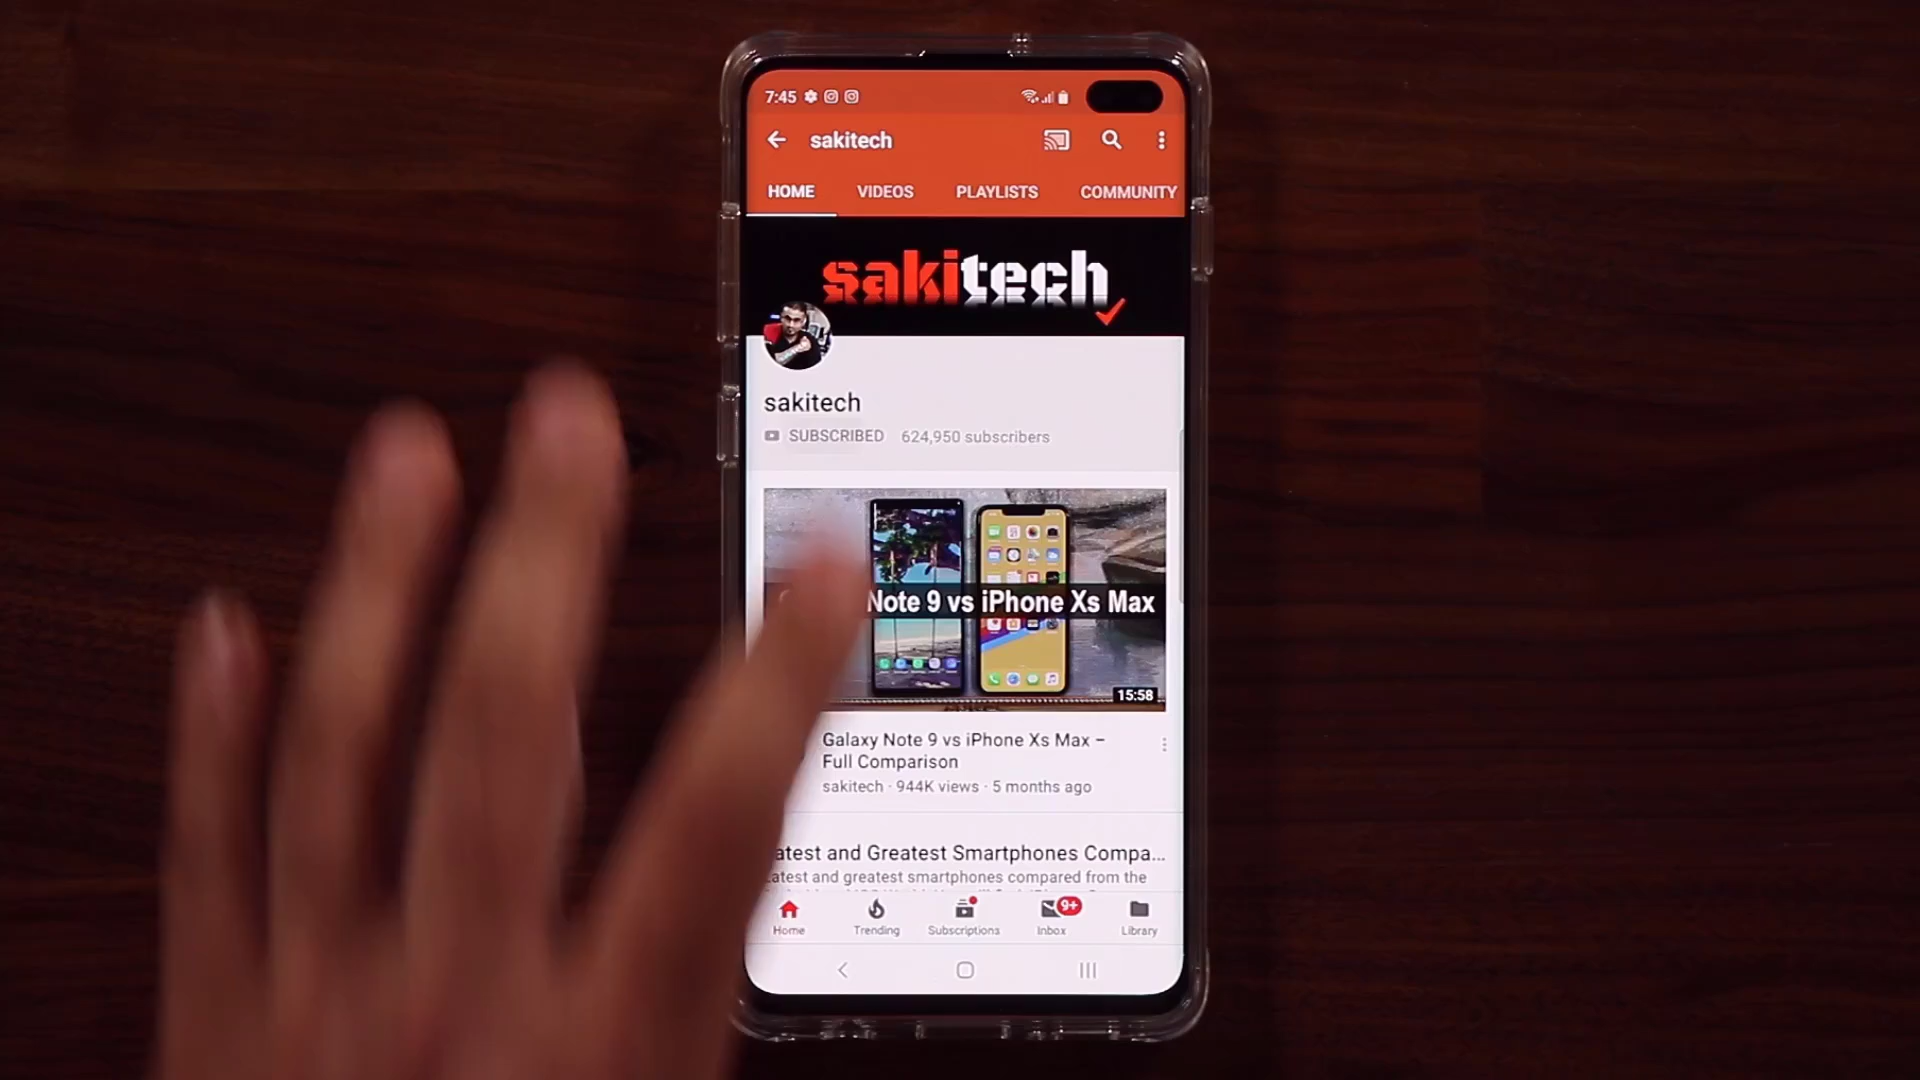 7:45
sakitech
HOME VIDEOS PLAYLISTS COMMUNITY
sakitech
sakitech
SUBSCRIBED 624,950 subscribers
Note 9 vs iPhone Xs Max
15:58
Galaxy Note 9 vs iPhone Xs Max –
Full Comparison
sakitech · 944K views · 5 months ago
atest and Greatest Smartphones Compa...
atest and greatest smartphones compared from the
9+
Home Trending Subscriptions Inbox Library